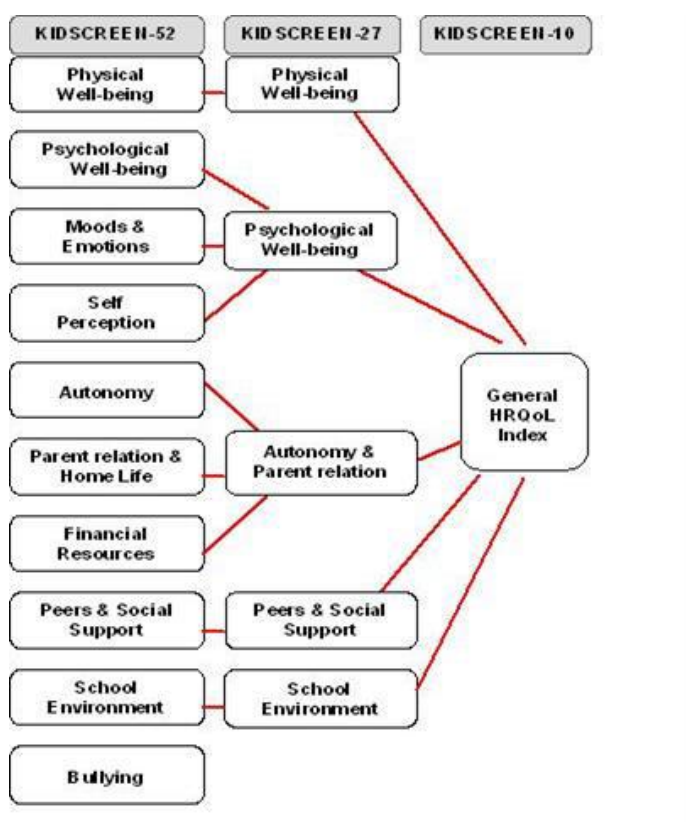 KIDSCREEN-52
KIDSCREEN-27
KIDSCREEN-10
Physical
Well-being
Physical
Well-being
Psychological
Well-being
Moods &
Emotions
Psychological
Well-being
Self
Perception
Autonomy
General
HRQoL
Index
Parent relation &
Home Life
Autonomy &
Parent relation
Financial
Resources
Peers & Social
Support
Peers & Social
Support
School
Environment
School
Environment
Bullying